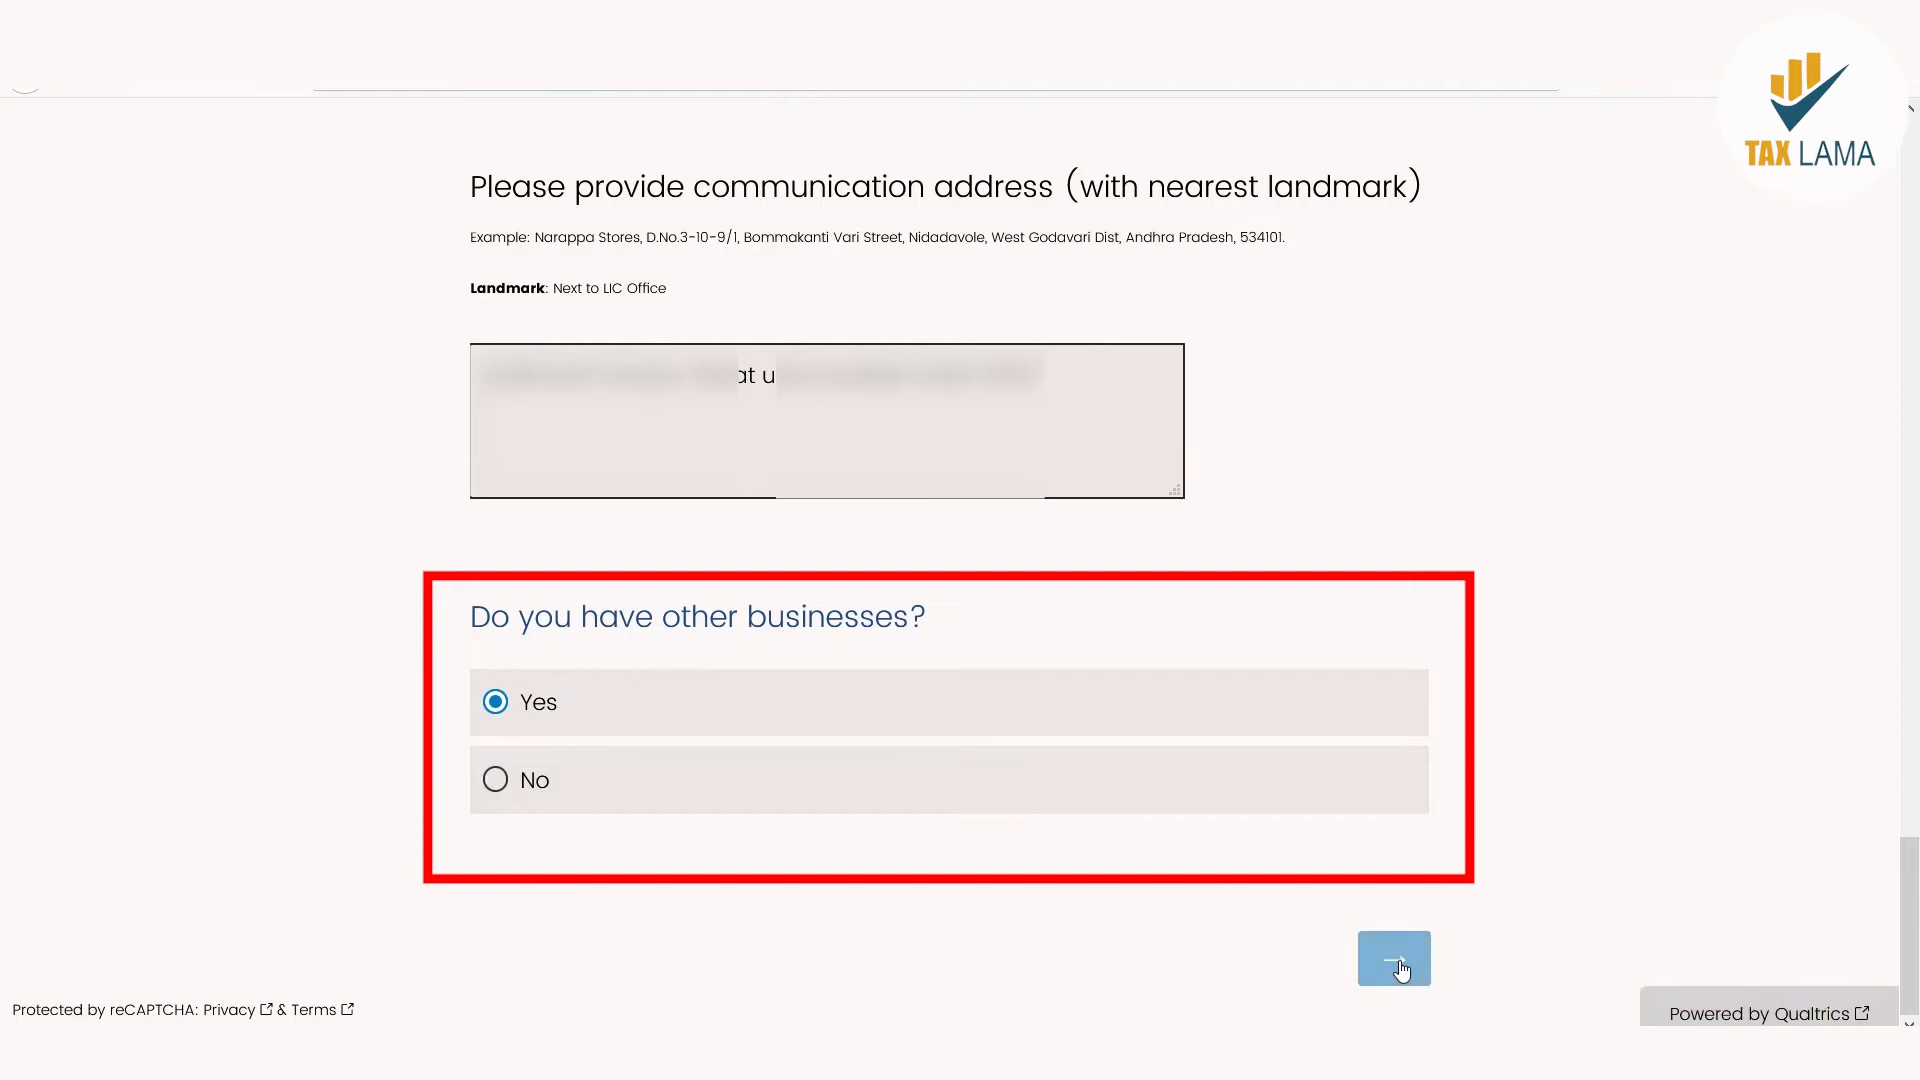 TAX LAMA
Please provide communication address (with nearest landmark)
Example: Narappa Stores, D.No.3-10-9/1, Bommakanti Vari Street, Nidadavole, West Godavari Dist, Andhra Pradesh, 534101.
Landmark: Next to LIC Office
at u
Do you have other businesses?
Yes
No
→
Protected by reCAPTCHA: Privacy & Terms
Powered by Qualtrics